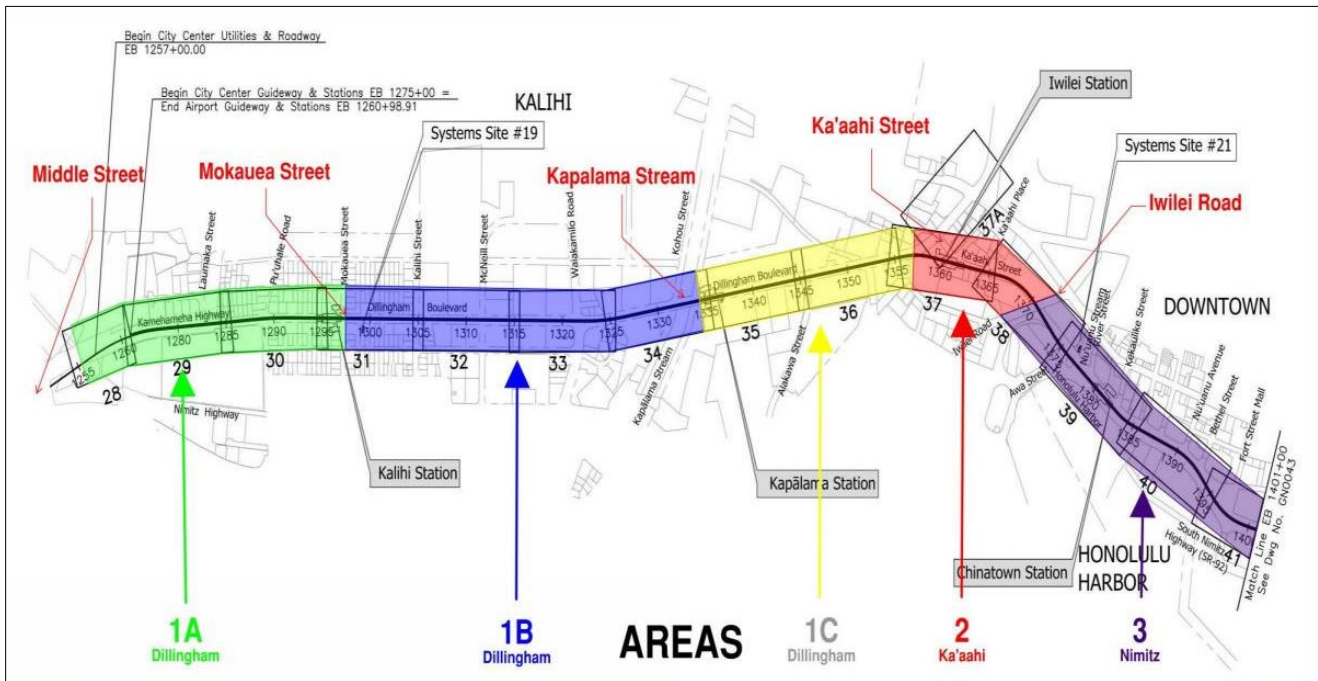 Begin City Center Utilities & Roadway
EB 1257+00.00
Begin City Center Guideway & Stations EB 1275+00 =
End Airport Guideway & Stations EB 1260+98.91
KALIHI
Systems Site #19
Iwilei Station
Ka'aahi Street
Systems Site #21
Middle Street
Mokauea Street
Kapalama Stream
Iwilei Road
Laumaka Street
Pu'uhale Road
Mokauea Street
Kalihi Street
McNeill Street
Walakamilo Road
Kohou Street
37A
Ka'aahi Place
DOWNTOWN
Kamehameha Highway
Dillingham Boulevard
Dillingham Boulevard
Ka'aahi Street
1255
1260
1280
1285
1290
1295
1300
1305
1310
1315
1320
1325
1330
1335
1340
1345
1350
1355
1360
1365
1370
1375
1380
1385
1390
1395
1400
28
29
30
31
32
33
34
35
36
37
38
39
40
41
Nimitz Highway
Kapālama Stream
Alakawa Street
Iwilei Road
Awa Street
Honolulu Harbor
Nu'uanu Stream
River Street
Kekaulike Street
Nu'uanu Avenue
Bethel Street
Fort Street Mall
Kalihi Station
Kapālama Station
Chinatown Station
HONOLULU
HARBOR
South Nimitz
Highway (SR-92)
Match Line EB 1401+00
See Dwg No. GN0043
1A
Dillingham
1B
Dillingham
AREAS
1C
Dillingham
2
Ka'aahi
3
Nimitz